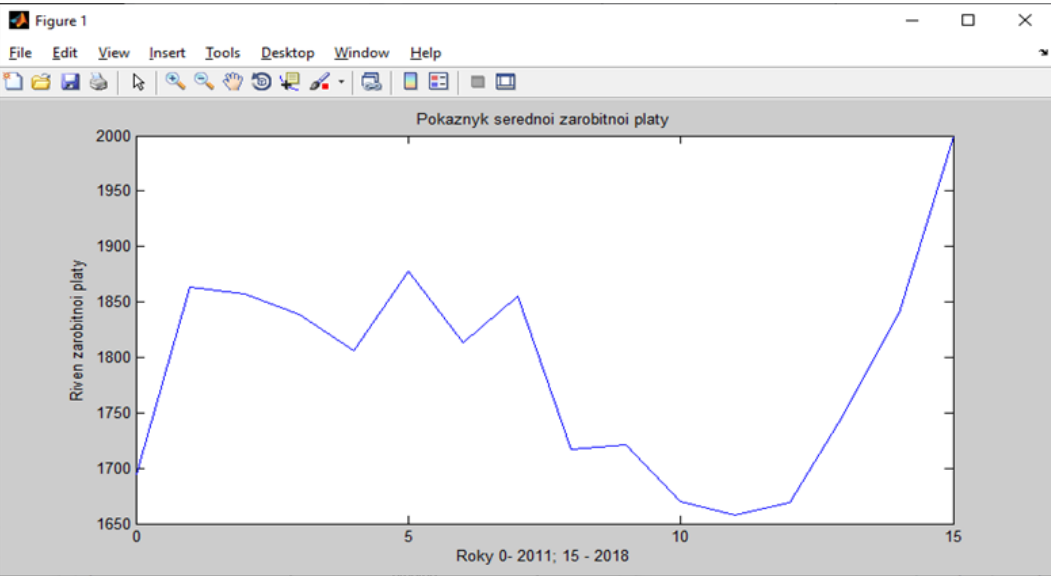 Figure 1
File Edit View Insert Tools Desktop Window Help
Pokaznyk serednoi zarobitnoi platy
2000
1950
1900
1850
1800
1750
1700
1650
Riven zarobitnoi platy
0 5 10 15
Roky 0- 2011; 15 - 2018